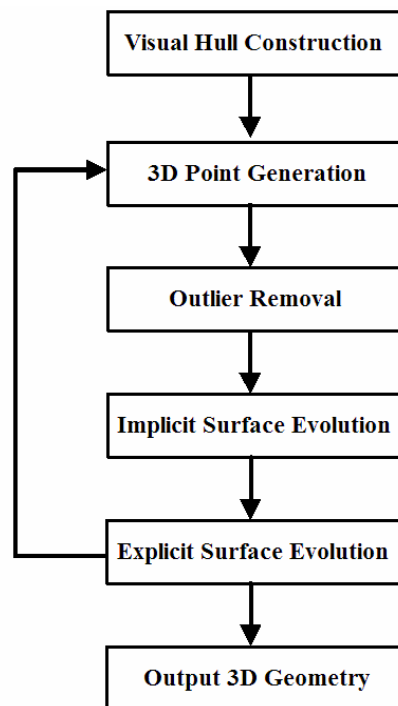 Visual Hull Construction
3D Point Generation
Outlier Removal
Implicit Surface Evolution
Explicit Surface Evolution
Output 3D Geometry